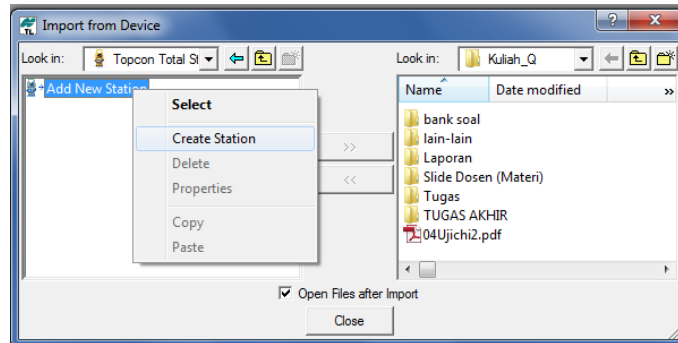 Import from Device
Look in: Topcon Total St
Add New Station
Select
Create Station
Delete
Properties
Copy
Paste
>>
<<
Look in: Kuliah_Q
Name Date modified »
bank soal
lain-lain
Laporan
Slide Dosen (Materi)
Tugas
TUGAS AKHIR
04Ujichi2.pdf
Open Files after Import
Close